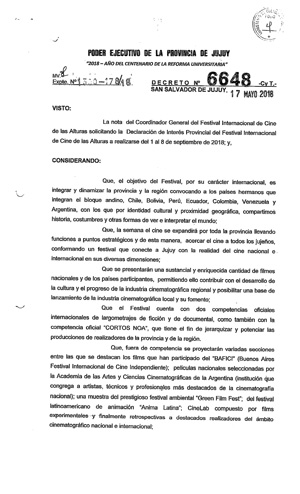 PODER EJECUTIVO DE LA PROVINCIA DE JUJUY
"2018 – AÑO DEL CENTENARIO DE LA REFORMA UNIVERSITARIA"
DECRETO Nº 6648 -Cy T.-
Expte. Nº
SAN SALVADOR DE JUJUY, 17 MAYO 2018
VISTO:
La nota del Coordinador General del Festival Internacional de Cine
de las Alturas solicitando la Declaración de Interés Provincial del Festival Internacional
de Cine de las Alturas a realizarse del 1 al 8 de septiembre de 2018; y,
CONSIDERANDO:
Que, el objetivo del Festival, por su carácter internacional, es
integrar y dinamizar la provincia y la región convocando a los países hermanos que
integran el bloque andino, Chile, Bolivia, Perú, Ecuador, Colombia, Venezuela y
Argentina, con los que por identidad cultural y proximidad geográfica, compartimos
historia, costumbres y otras formas de ver e interpretar el mundo;
Que, la semana el cine se expandirá por toda la provincia llevando
funciones a puntos estratégicos y de esta manera, acercar el cine a todos los jujeños,
conformando un festival que conecte a Jujuy con la realidad del cine nacional e
internacional en sus diversas dimensiones;
Que se presentarán una sustancial y enriquecida cantidad de filmes
nacionales y de los países participantes, permitiendo ello contribuir con el desarrollo de
la cultura y el progreso de la industria cinematográfica regional y posibilitar una base de
lanzamiento de la industria cinematográfica local y su fomento;
Que el Festival cuenta con dos competencias oficiales
internacionales de largometrajes de ficción y de documental, como también con la
competencia oficial "CORTOS NOA", que tiene el fin de jerarquizar y potenciar las
producciones de realizadores de la provincia y de la región.
Que, fuera de competencia se proyectarán variadas secciones
entre las que se destacan los films que han participado del "BAFICI" (Buenos Aires
Festival Internacional de Cine Independiente); películas nacionales seleccionadas por
la Academia de las Artes y Ciencias Cinematográficas de la Argentina (institución que
congrega a artistas, técnicos y profesionales más destacados de la cinematografía
nacional); una muestra del prestigioso festival ambiental "Green Film Fest", del festival
latinoamericano de animación "Anima Latina"; CineLab compuesto por films
experimentales y finalmente retrospectivas a destacados realizadores del ámbito
cinematográfico nacional e internacional;